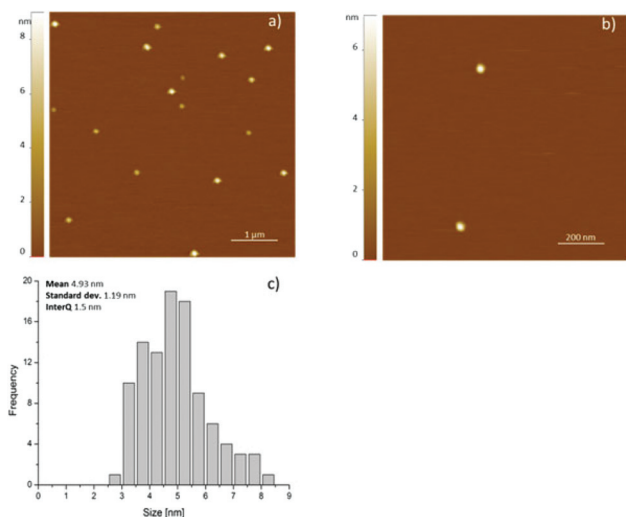 nm
a)
8
6
4
2
0
1 µm
nm
b)
6
4
2
0
200 nm
c)
Mean 4.93 nm
Standard dev. 1.19 nm
InterQ 1.5 nm
Frequency
20
16
12
8
4
0
0 1 2 3 4 5 6 7 8 9
Size [nm]